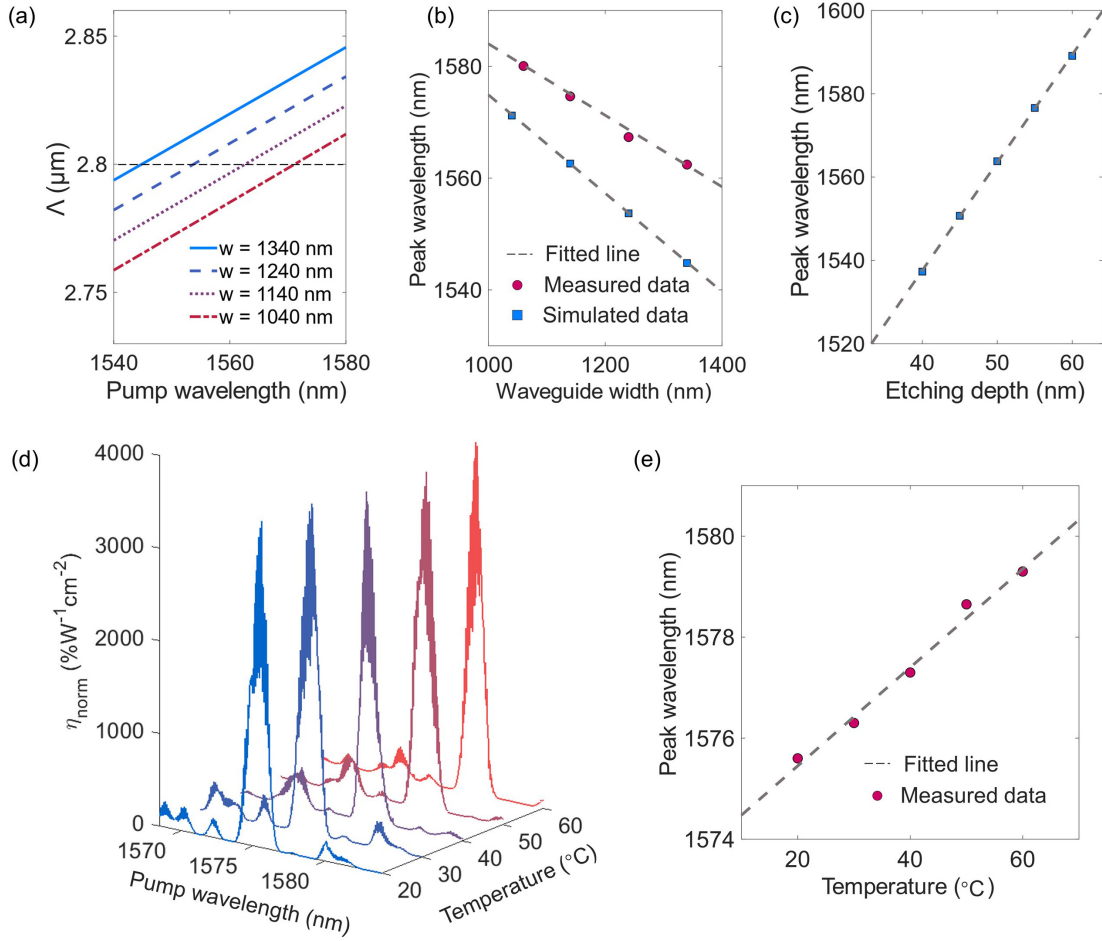 (a)
2.85
2.8
2.75
Λ (μm)
w = 1340 nm
w = 1240 nm
w = 1140 nm
w = 1040 nm
1540 1560 1580
Pump wavelength (nm)
(b)
1580
1560
1540
Peak wavelength (nm)
Fitted line
Measured data
Simulated data
1000 1200 1400
Waveguide width (nm)
(c)
1600
1580
1560
1540
1520
Peak wavelength (nm)
40 50 60
Etching depth (nm)
(d)
4000
3000
2000
1000
0
ηnorm (%W-1cm-2)
1570 1575 1580
Pump wavelength (nm)
20 30 40 50 60
Temperature (°C)
(e)
1580
1578
1576
1574
Peak wavelength (nm)
Fitted line
Measured data
20 40 60
Temperature (°C)